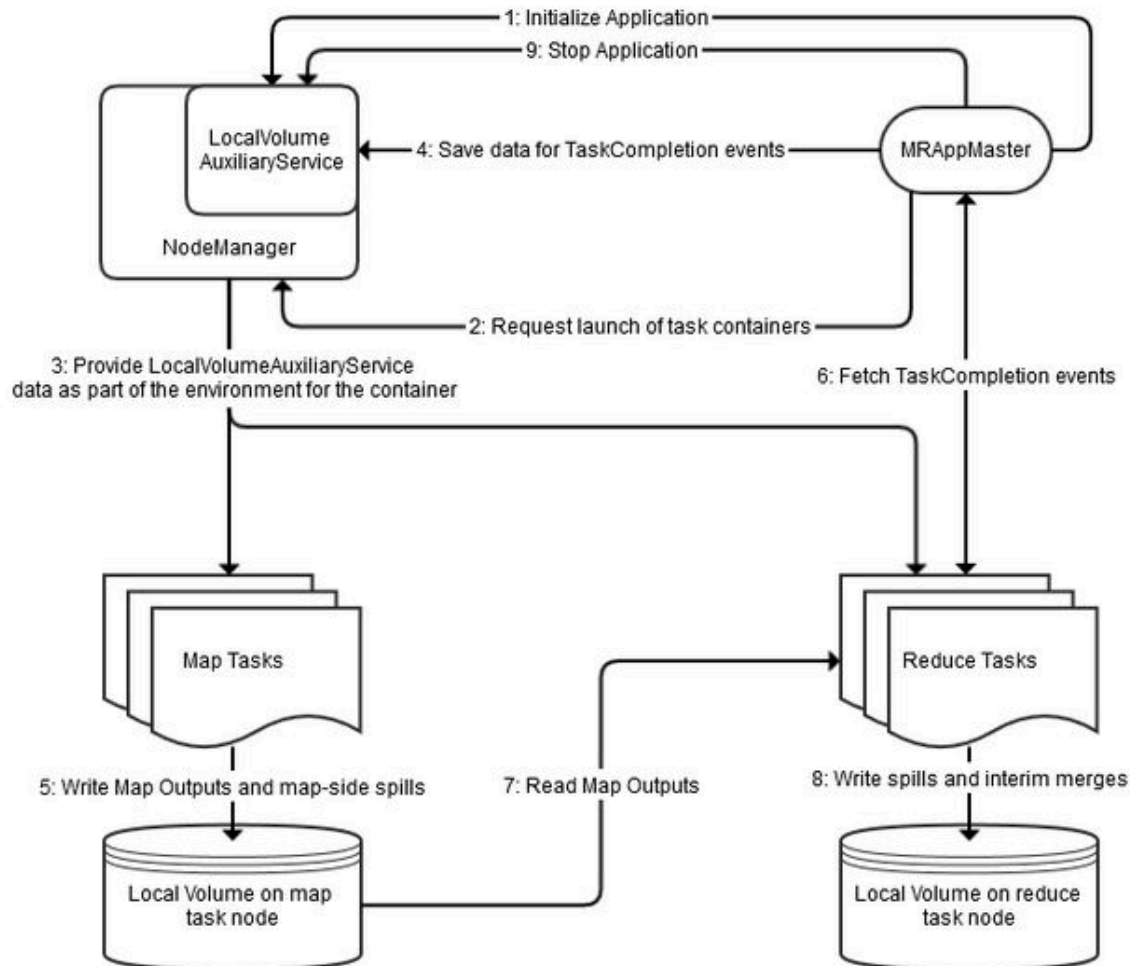 1: Initialize Application
9: Stop Application
LocalVolume
AuxiliaryService
4: Save data for TaskCompletion events
MRAppMaster
NodeManager
2: Request launch of task containers
3: Provide LocalVolumeAuxiliaryService
data as part of the environment for the container
6: Fetch TaskCompletion events
Map Tasks
Reduce Tasks
5: Write Map Outputs and map-side spills
7: Read Map Outputs
8: Write spills and interim merges
Local Volume on map
task node
Local Volume on reduce
task node